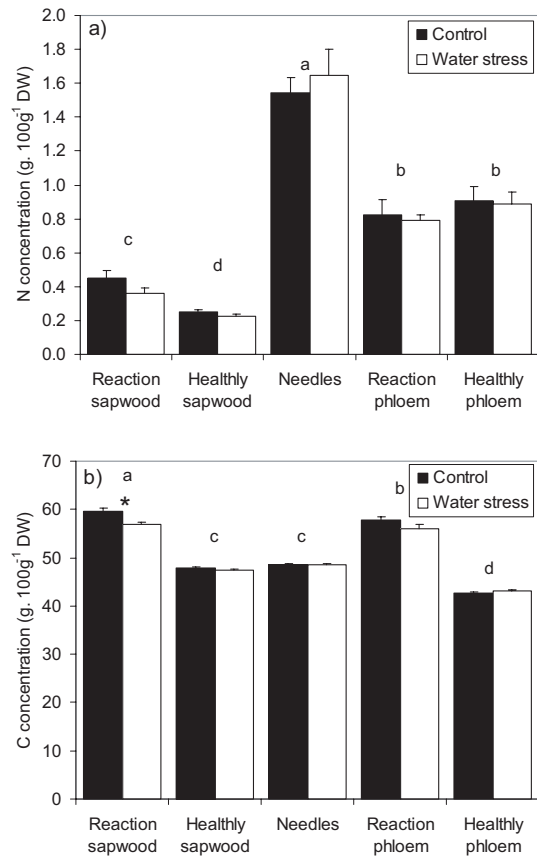 a)
Control
Water stress
N concentration (g. 100g⁻¹ DW)
2.0
1.8
1.6
1.4
1.2
1.0
0.8
0.6
0.4
0.2
0.0
c
d
a
b
b
Reaction sapwood
Healthly sapwood
Needles
Reaction phloem
Healthly phloem
b)
Control
Water stress
C concentration (g. 100g⁻¹ DW)
70
60
50
40
30
20
10
0
a
*
c
c
b
d
Reaction sapwood
Healthly sapwood
Needles
Reaction phloem
Healthly phloem